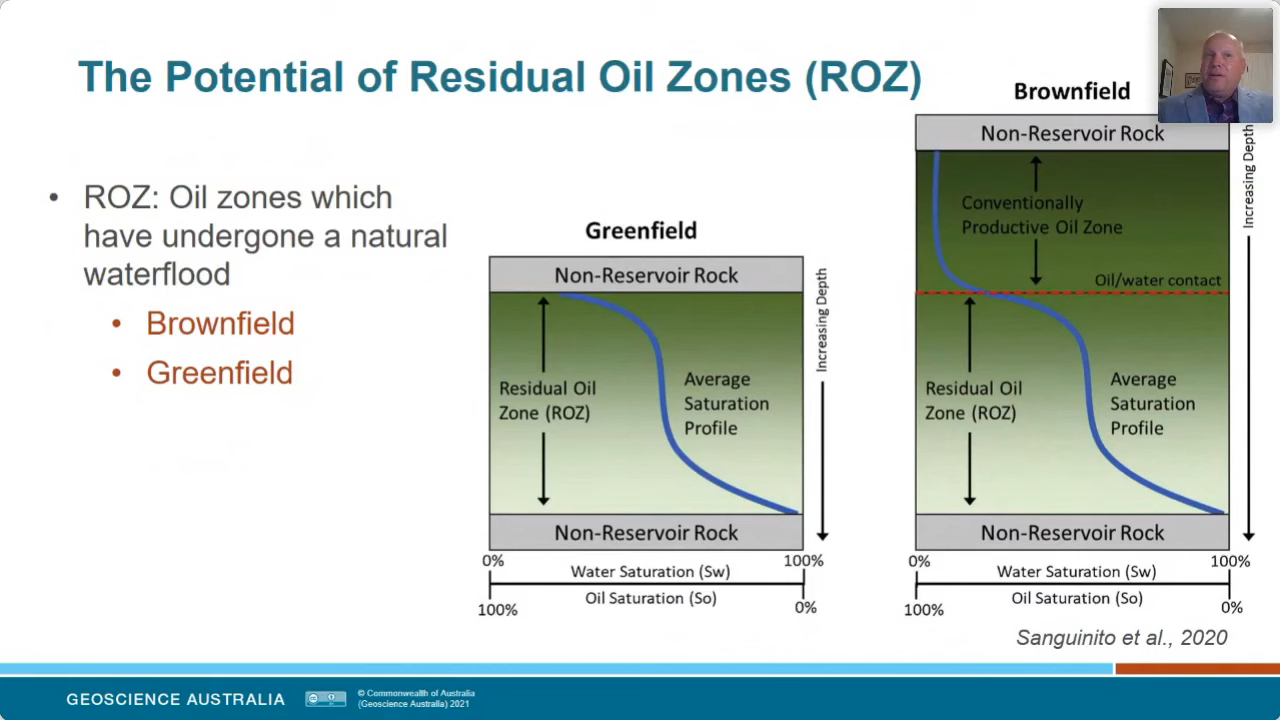 The Potential of Residual Oil Zones (ROZ)
• ROZ: Oil zones which
have undergone a natural
waterflood
• Brownfield
• Greenfield
Greenfield
Non-Reservoir Rock
Residual Oil
Zone (ROZ)
Average
Saturation
Profile
Non-Reservoir Rock
Increasing Depth
0% 100%
Water Saturation (Sw)
Oil Saturation (So)
100% 0%
Brownfield
Non-Reservoir Rock
Conventionally
Productive Oil Zone
Oil/water contact
Residual Oil
Zone (ROZ)
Average
Saturation
Profile
Non-Reservoir Rock
Increasing Depth
0% 100%
Water Saturation (Sw)
Oil Saturation (So)
100% 0%
Sanguinito et al., 2020
GEOSCIENCE AUSTRALIA
© Commonwealth of Australia
(Geoscience Australia) 2021